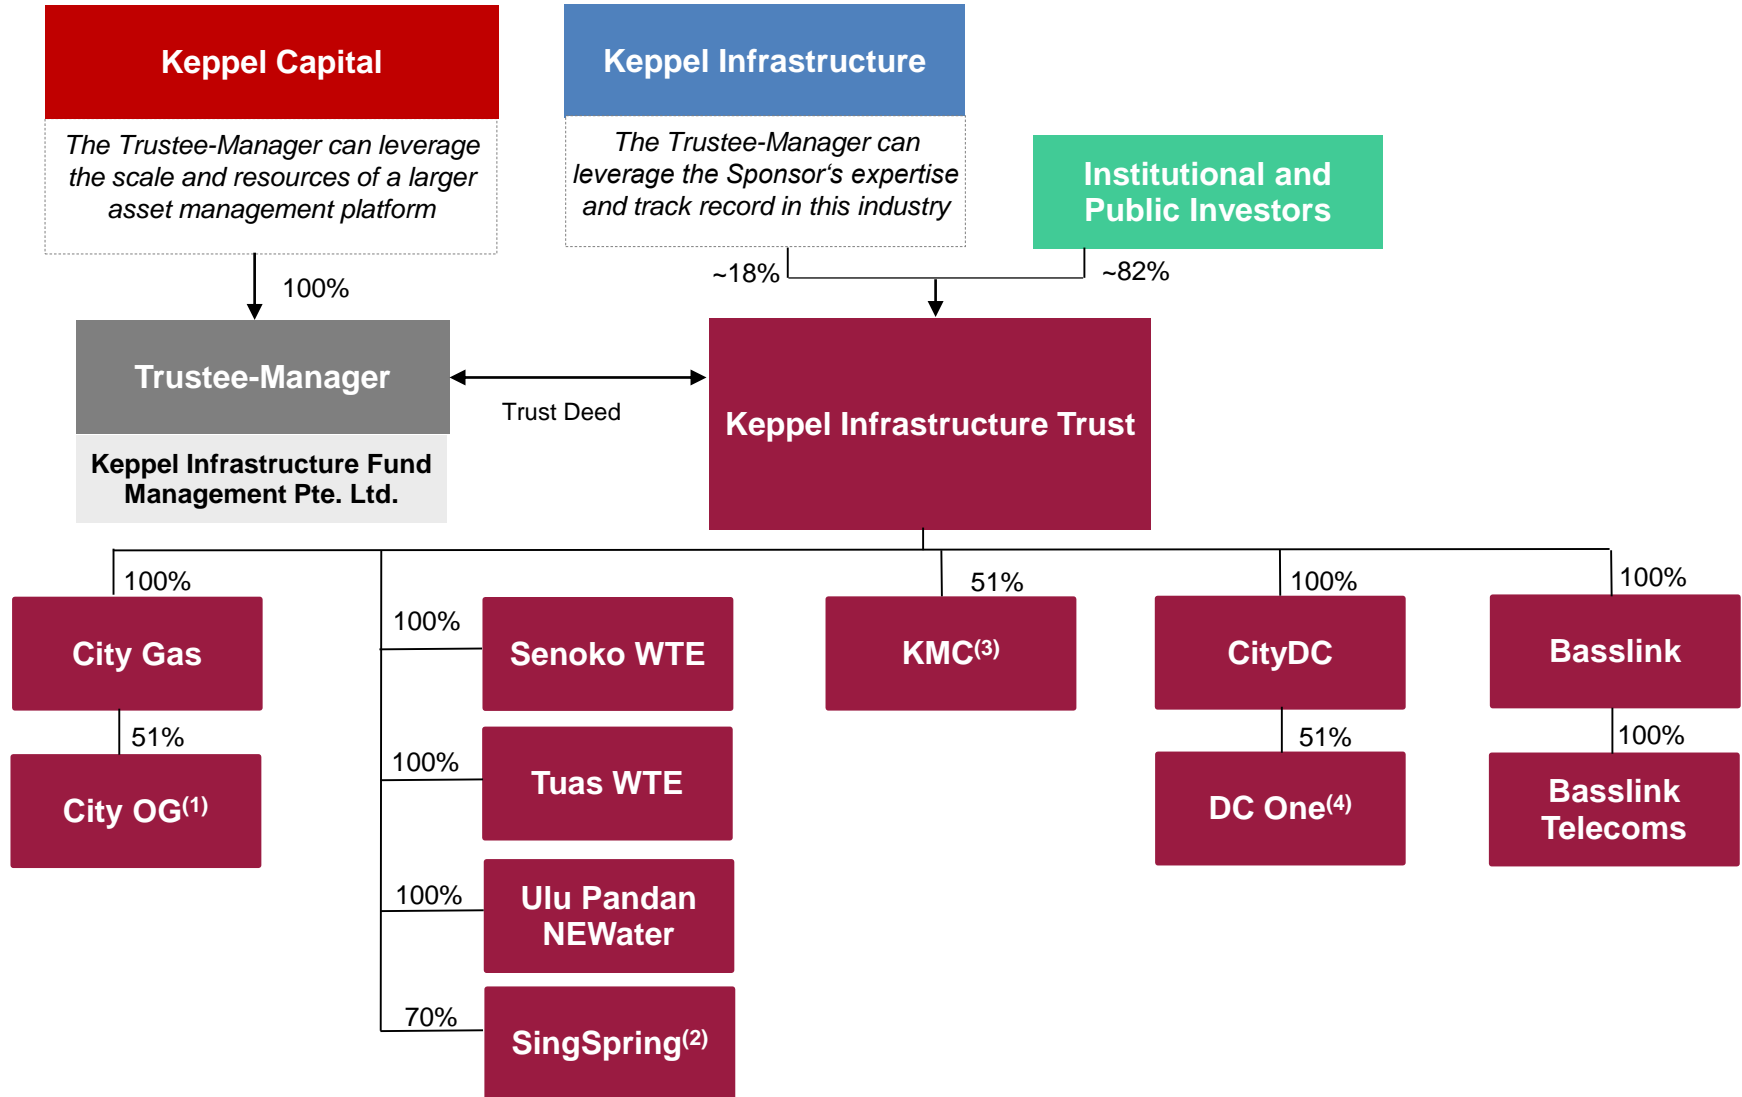 Keppel Capital
The Trustee-Manager can leverage
the scale and resources of a larger
asset management platform
Keppel Infrastructure
The Trustee-Manager can
leverage the Sponsor‘s expertise
and track record in this industry
Institutional and
Public Investors
100%
~18%
~82%
Trustee-Manager
Keppel Infrastructure Fund
Management Pte. Ltd.
Trust Deed
Keppel Infrastructure Trust
100%
City Gas
51%
City OG(1)
100%
Senoko WTE
100%
Tuas WTE
100%
Ulu Pandan
NEWater
70%
SingSpring(2)
51%
KMC(3)
100%
CityDC
51%
DC One(4)
100%
Basslink
100%
Basslink
Telecoms